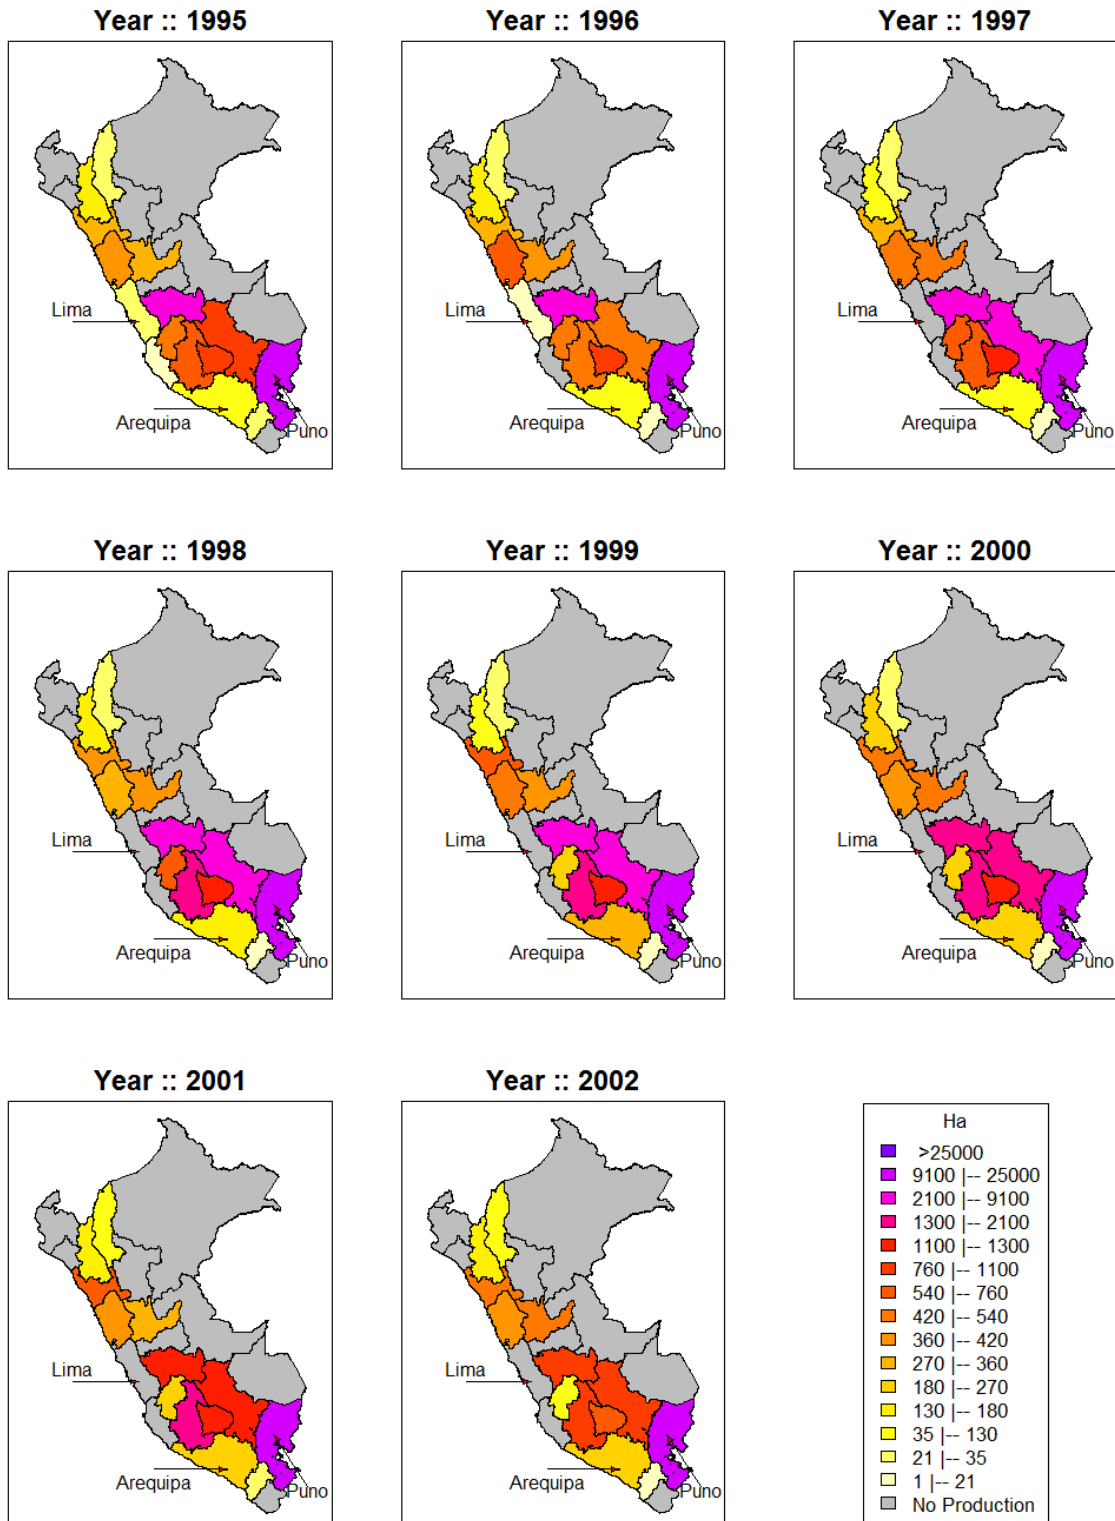 Year :: 1995
Year :: 1996
Year :: 1997
Lima
Arequipa
Puno
Lima
Arequipa
Puno
Lima
Arequipa
Puno
Year :: 1998
Year :: 1999
Year :: 2000
Lima
Arequipa
Puno
Lima
Arequipa
Puno
Lima
Arequipa
Puno
Year :: 2001
Year :: 2002
Lima
Arequipa
Puno
Lima
Arequipa
Puno
Ha
>25000
9100 |-- 25000
2100 |-- 9100
1300 |-- 2100
1100 |-- 1300
760 |-- 1100
540 |-- 760
420 |-- 540
360 |-- 420
270 |-- 360
180 |-- 270
130 |-- 180
35 |-- 130
21 |-- 35
1 |-- 21
No Production